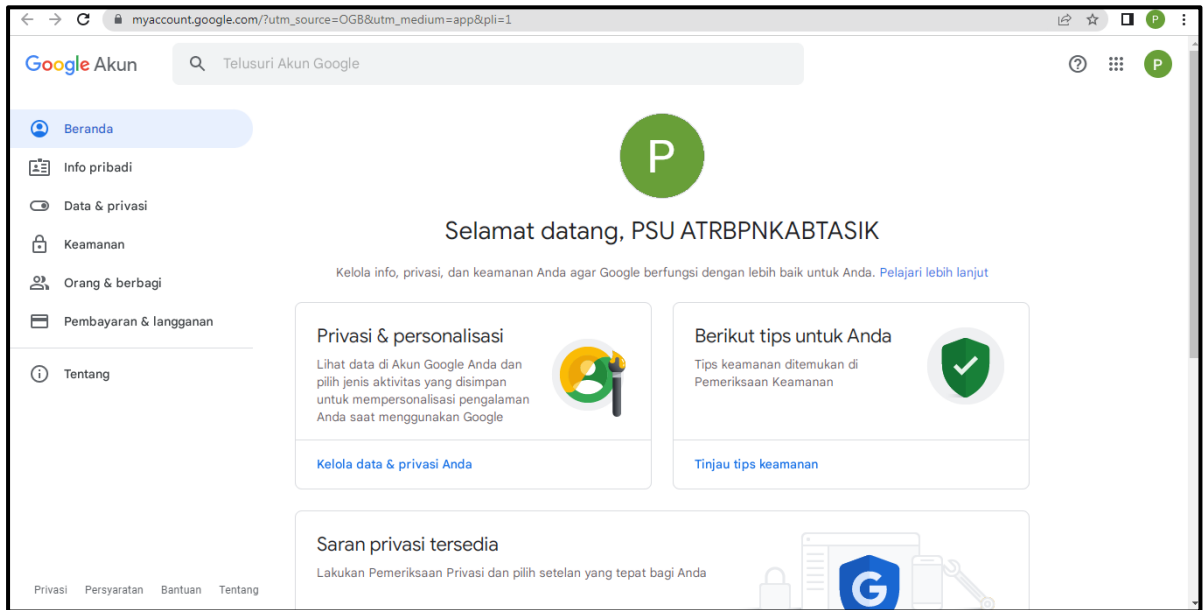 myaccount.google.com/?utm_source=OGB&utm_medium=app&pli=1
P
Google Akun
Telusuri Akun Google
P
Beranda
Info pribadi
Data & privasi
Keamanan
Orang & berbagi
Pembayaran & langganan
Tentang
P
Selamat datang, PSU ATRBPNKABTASIK
Kelola info, privasi, dan keamanan Anda agar Google berfungsi dengan lebih baik untuk Anda. Pelajari lebih lanjut
Privasi & personalisasi
Lihat data di Akun Google Anda dan
pilih jenis aktivitas yang disimpan
untuk mempersonalisasi pengalaman
Anda saat menggunakan Google
Kelola data & privasi Anda
Berikut tips untuk Anda
Tips keamanan ditemukan di
Pemeriksaan Keamanan
Tinjau tips keamanan
Saran privasi tersedia
Lakukan Pemeriksaan Privasi dan pilih setelan yang tepat bagi Anda
G
Privasi Persyaratan Bantuan Tentang